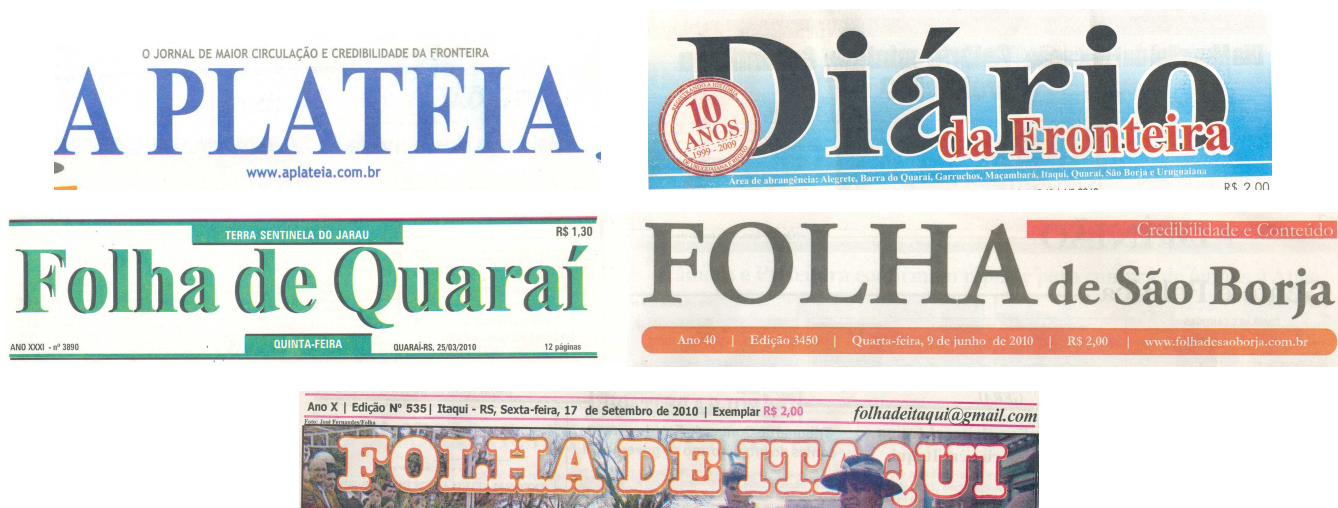 O JORNAL DE MAIOR CIRCULAÇÃO E CREDIBILIDADE DA FRONTEIRA
A PLATEIA
www.aplateia.com.br
Diário
da Fronteira
10
ANOS
1999 - 2009
Área de abrangência: Alegrete, Barra do Quaraí, Garruchos, Maçambará, Itaqui, Quaraí, São Borja e Uruguaiana
R$ 2,00
TERRA SENTINELA DO JARAU
R$ 1,30
Folha de Quaraí
ANO XXXI - nº 3890
QUINTA-FEIRA
QUARAÍ-RS, 25/03/2010
12 páginas
Credibilidade e Conteúdo
FOLHA de São Borja
Ano 40 | Edição 3450 | Quarta-feira, 9 de junho de 2010 | R$ 2,00 | www.folhadesaoborja.com.br
Ano X | Edição Nº 535 | Itaqui - RS, Sexta-feira, 17 de Setembro de 2010 | Exemplar R$ 2,00
folhadeitaqui@gmail.com
Foto: José Fernandes/Folha
FOLHA DE ITAQUI